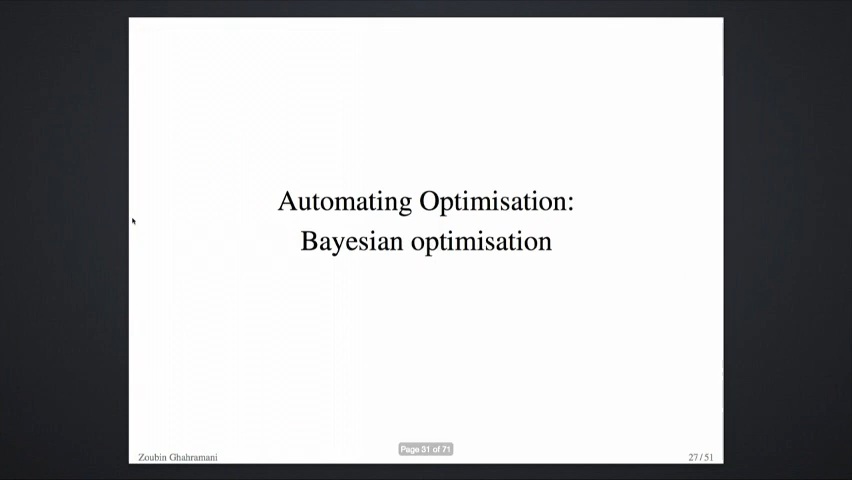 Automating Optimisation:
Bayesian optimisation
Page 31 of 71
Zoubin Ghahramani
27 / 51